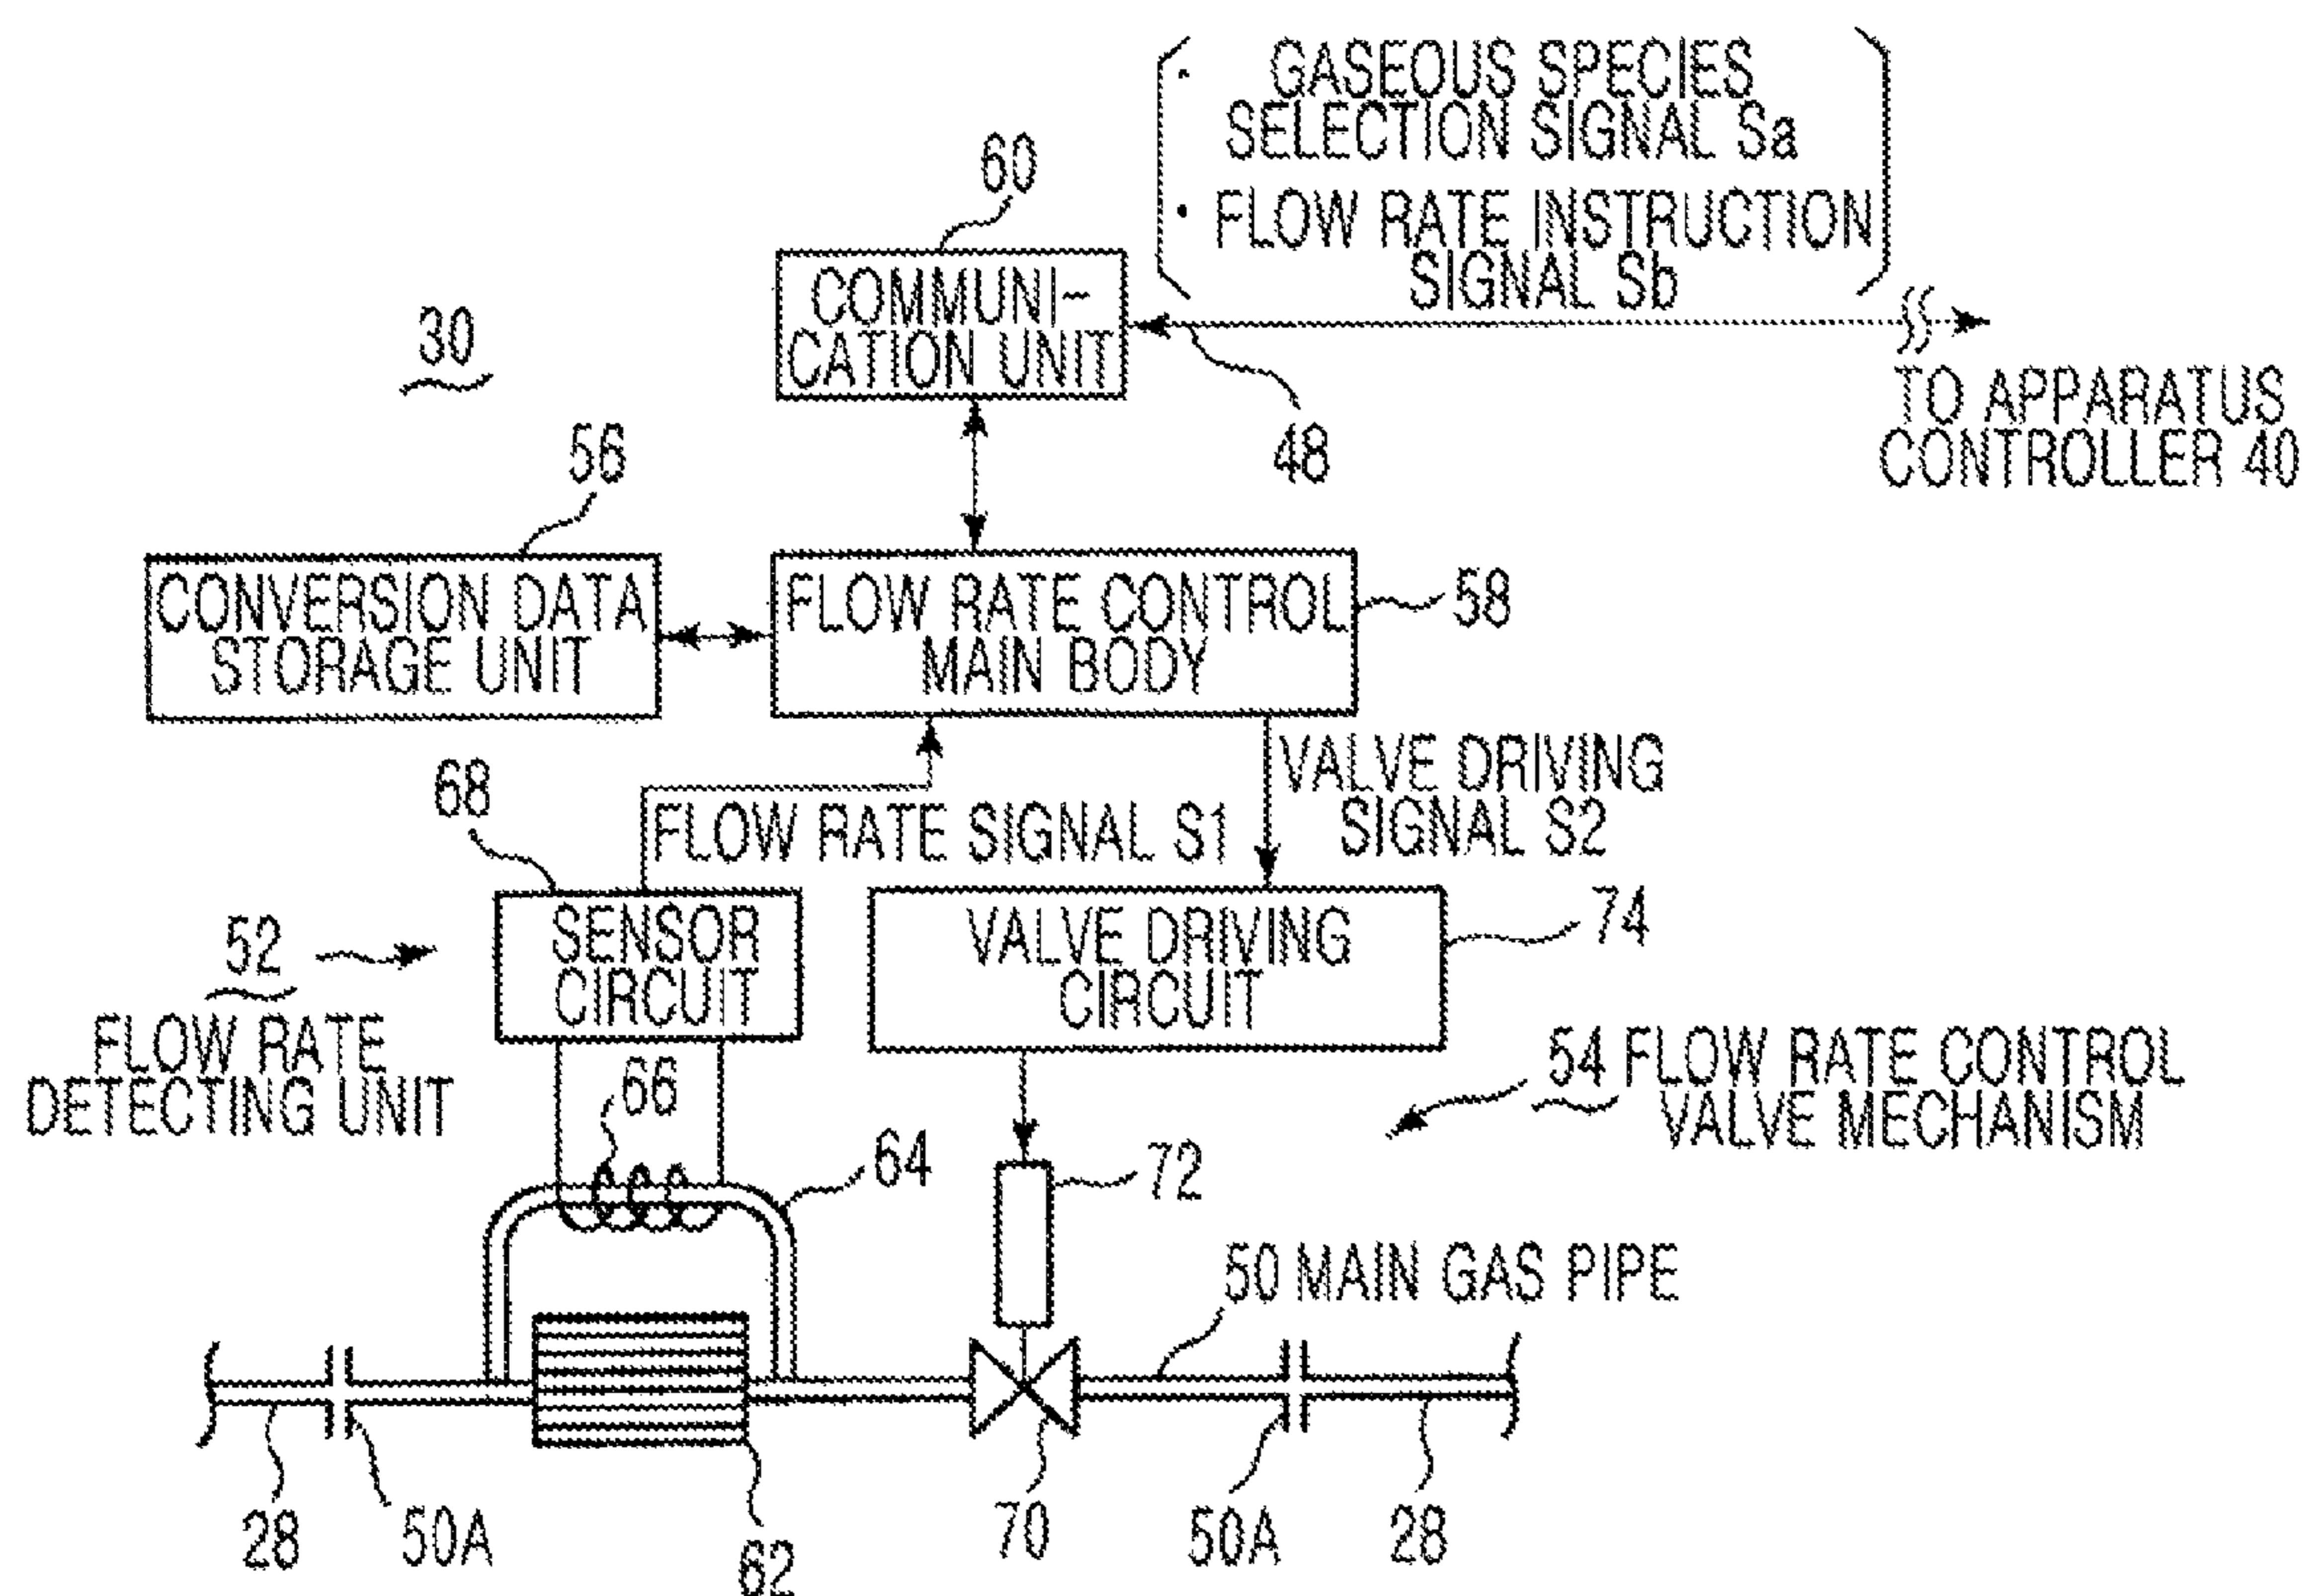 · GASEOUS SPECIES
SELECTION SIGNAL Sa
· FLOW RATE INSTRUCTION
SIGNAL Sb
60
COMMUNI-
CATION UNIT
30
48
TO APPARATUS
CONTROLLER 40
56
CONVERSION DATA
STORAGE UNIT
FLOW RATE CONTROL
MAIN BODY
58
68
FLOW RATE SIGNAL S1
VALVE DRIVING
SIGNAL S2
52
FLOW RATE
DETECTING UNIT
SENSOR
CIRCUIT
VALVE DRIVING
CIRCUIT
74
54 FLOW RATE CONTROL
VALVE MECHANISM
66
64
72
50 MAIN GAS PIPE
28
50A
62
70
50A
28